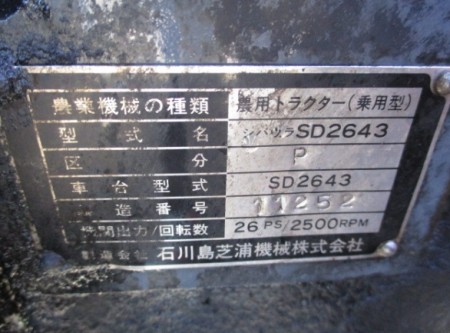 農業機械の種類 農用トラクター(乗用型)
型式名 シバウラSD2643
区分 P
車台型式 SD2643
造番号 11252
機関出力/回転数 26PS/2500RPM
製造会社 石川島芝浦機械株式会社